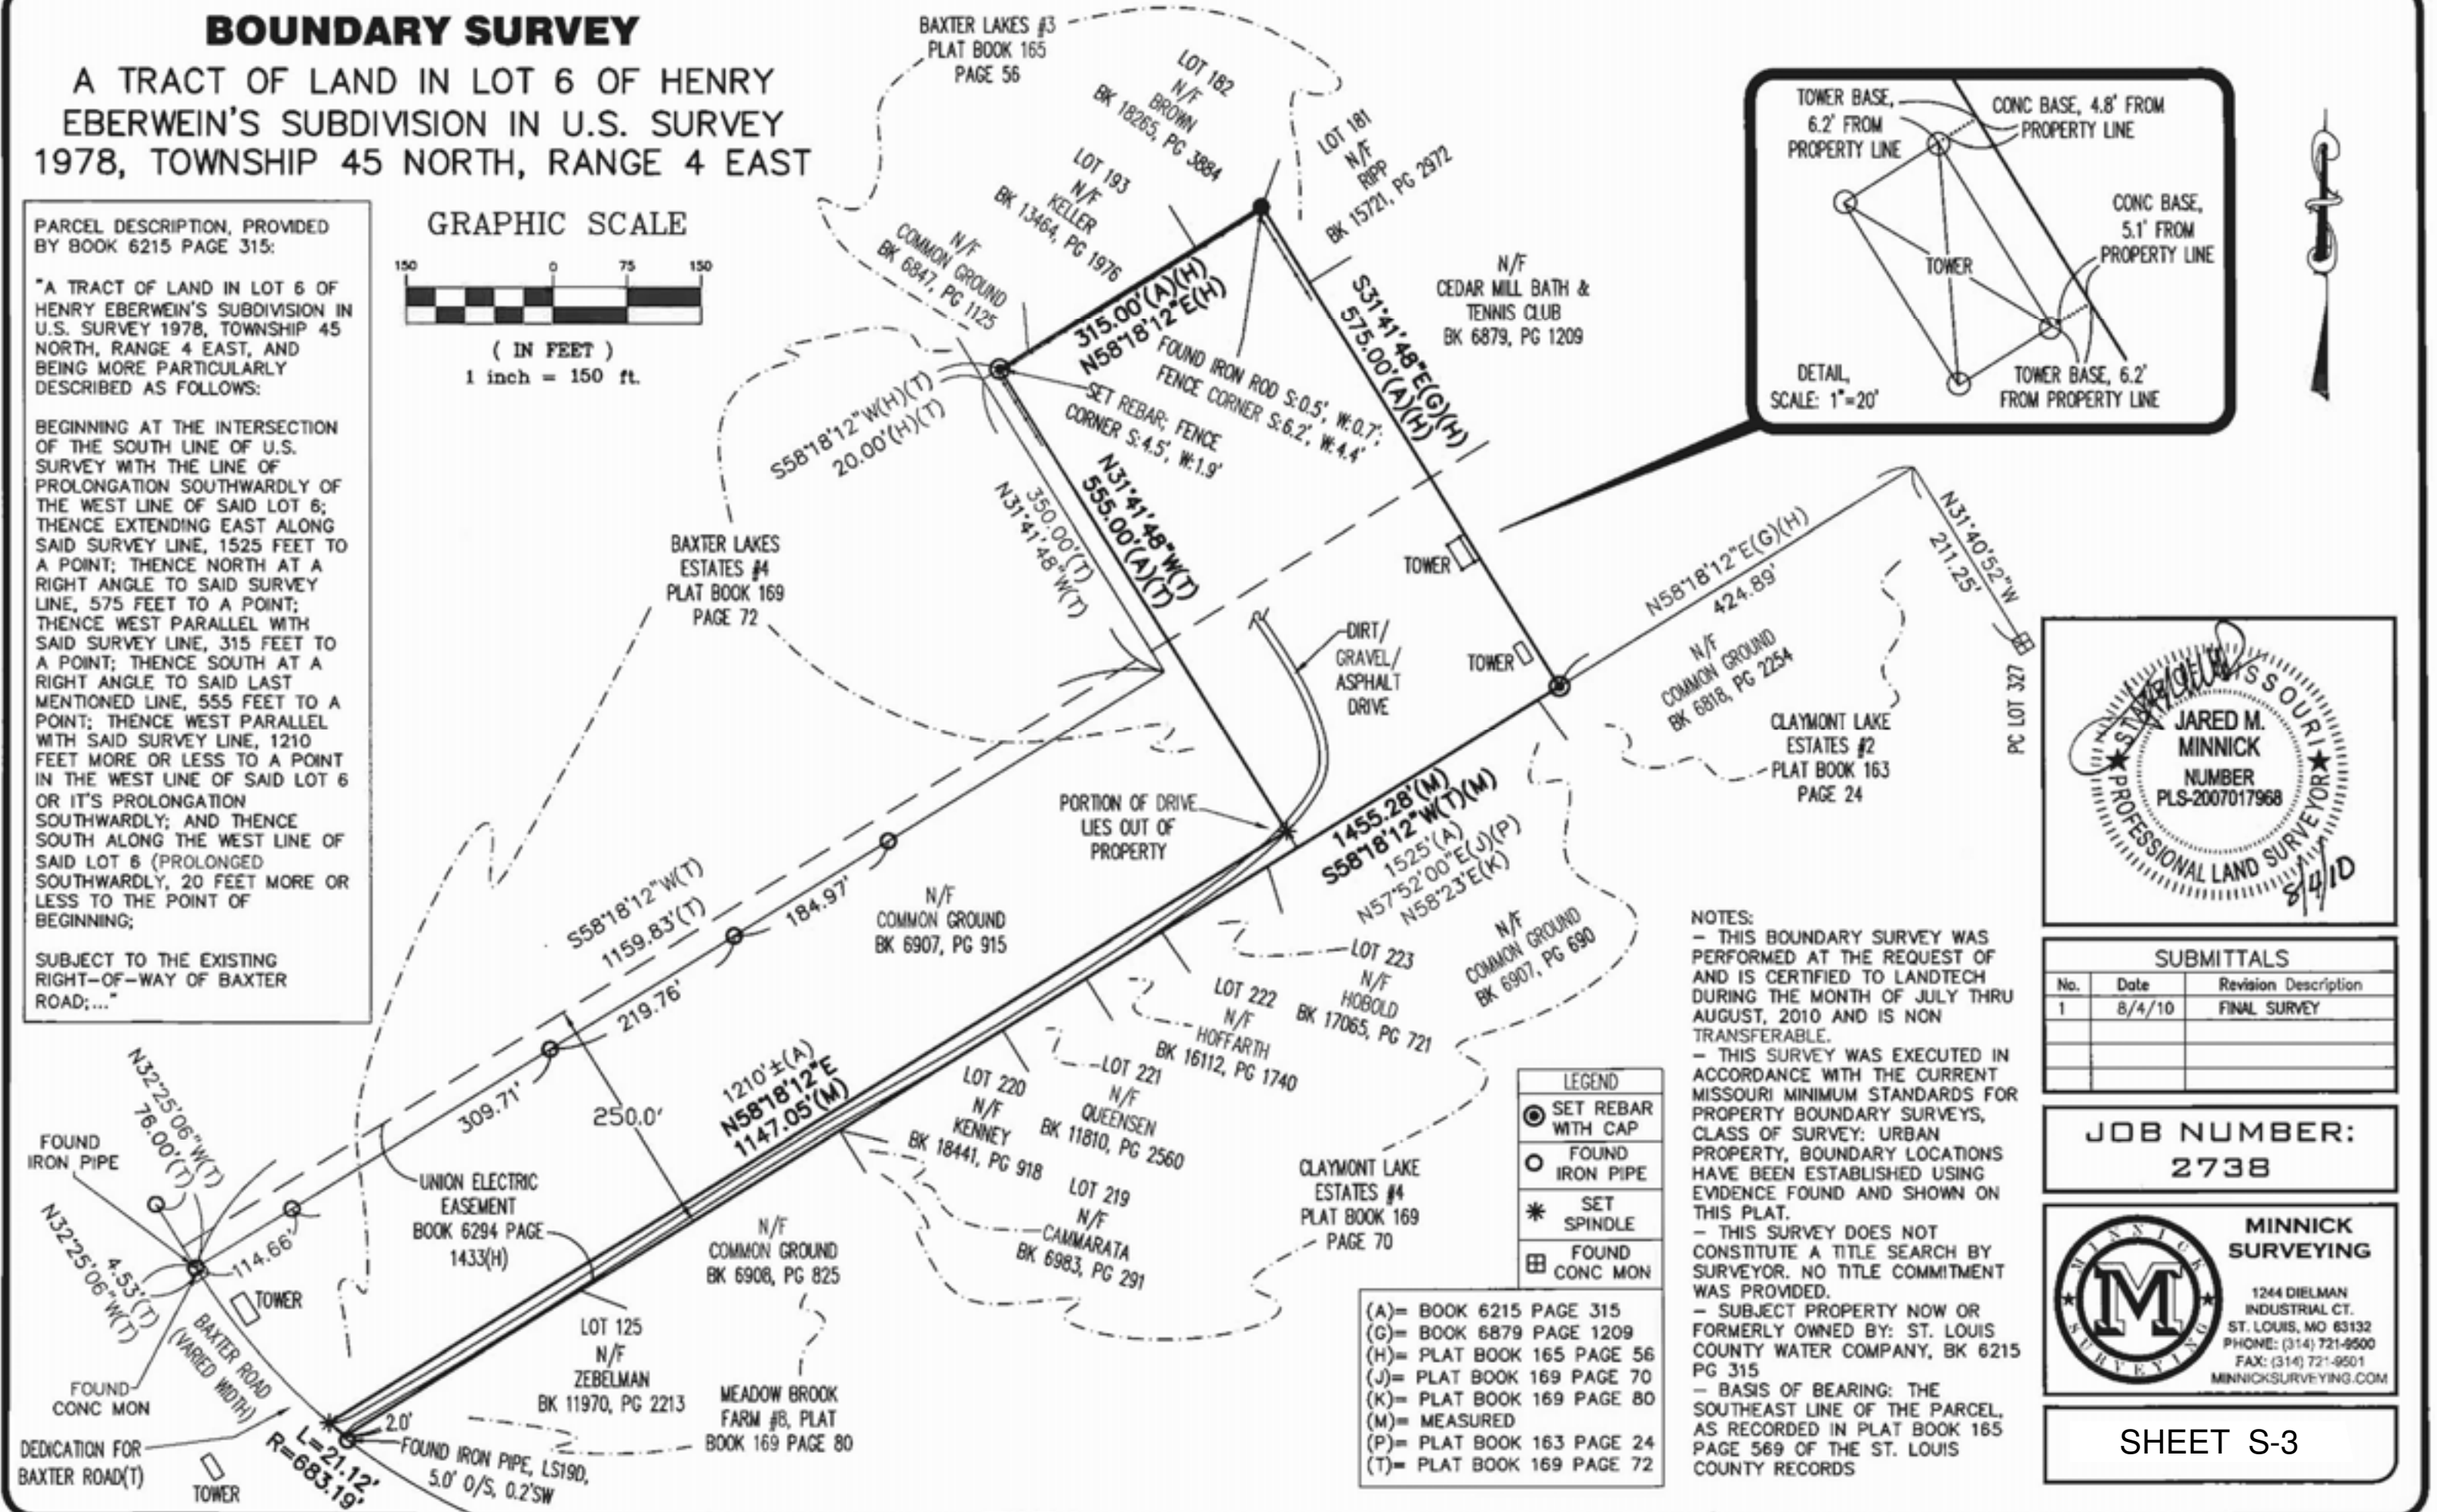 BOUNDARY SURVEY
A TRACT OF LAND IN LOT 6 OF HENRY
EBERWEIN'S SUBDIVISION IN U.S. SURVEY
1978, TOWNSHIP 45 NORTH, RANGE 4 EAST
PARCEL DESCRIPTION, PROVIDED
BY BOOK 6215 PAGE 315:
"A TRACT OF LAND IN LOT 6 OF
HENRY EBERWEIN'S SUBDIVISION IN
U.S. SURVEY 1978, TOWNSHIP 45
NORTH, RANGE 4 EAST, AND
BEING MORE PARTICULARLY
DESCRIBED AS FOLLOWS:
BEGINNING AT THE INTERSECTION
OF THE SOUTH LINE OF U.S.
SURVEY WITH THE LINE OF
PROLONGATION SOUTHWARDLY OF
THE WEST LINE OF SAID LOT 6;
THENCE EXTENDING EAST ALONG
SAID SURVEY LINE, 1525 FEET TO
A POINT; THENCE NORTH AT A
RIGHT ANGLE TO SAID SURVEY
LINE, 575 FEET TO A POINT;
THENCE WEST PARALLEL WITH
SAID SURVEY LINE, 315 FEET TO
A POINT; THENCE SOUTH AT A
RIGHT ANGLE TO SAID LAST
MENTIONED LINE, 555 FEET TO A
POINT; THENCE WEST PARALLEL
WITH SAID SURVEY LINE, 1210
FEET MORE OR LESS TO A POINT
IN THE WEST LINE OF SAID LOT 6
OR IT'S PROLONGATION
SOUTHWARDLY; AND THENCE
SOUTH ALONG THE WEST LINE OF
SAID LOT 6 (PROLONGED
SOUTHWARDLY, 20 FEET MORE OR
LESS TO THE POINT OF
BEGINNING;
SUBJECT TO THE EXISTING
RIGHT-OF-WAY OF BAXTER
ROAD;..."
GRAPHIC SCALE
150 0 75 150
( IN FEET )
1 inch = 150 ft.
BAXTER LAKES #3
PLAT BOOK 165
PAGE 56
LOT 182
N/F
BROWN
BK 18265, PG 3884
LOT 181
N/F
RIPP
BK 15721, PG 2972
LOT 193
N/F
KELLER
BK 13464, PG 1976
N/F
COMMON GROUND
BK 6847, PG 1125
315.00'(A)(H)
N58°18'12"E(H)
FOUND IRON ROD S:0.5', W:0.7';
FENCE CORNER S:6.2', W:4.4'
SET REBAR; FENCE
CORNER S:4.5', W:1.9'
S31°41'48"E(G)(H)
575.00'(A)(H)
N/F
CEDAR MILL BATH &
TENNIS CLUB
BK 6879, PG 1209
S58°18'12"W(H)(T)
20.00'(H)(T)
N31°41'48"W(T)
555.00'(A)(T)
350.00'(T)
N31°41'48"W(T)
BAXTER LAKES
ESTATES #4
PLAT BOOK 169
PAGE 72
TOWER
TOWER
DIRT/
GRAVEL/
ASPHALT
DRIVE
PORTION OF DRIVE
LIES OUT OF
PROPERTY
TOWER BASE,
6.2' FROM
PROPERTY LINE
CONC BASE, 4.8' FROM
PROPERTY LINE
CONC BASE,
5.1' FROM
PROPERTY LINE
TOWER
DETAIL,
SCALE: 1"=20'
TOWER BASE, 6.2'
FROM PROPERTY LINE
N58°18'12"E(G)(H)
424.89'
N31°40'52"W
211.25'
PC LOT 327
N/F
COMMON GROUND
BK 6818, PG 2254
CLAYMONT LAKE
ESTATES #2
PLAT BOOK 163
PAGE 24
1455.28'(M)
S58°18'12"W(T)(M)
1525'(A)
N57°52'00"E(J)(P)
N58°23'E(K)
N/F
COMMON GROUND
BK 6907, PG 690
LOT 223
N/F
HOBOLD
BK 17065, PG 721
LOT 222
N/F
HOFFARTH
BK 16112, PG 1740
LOT 221
N/F
QUEENSEN
BK 11810, PG 2560
LOT 220
N/F
KENNEY
BK 18441, PG 918
LOT 219
N/F
CAMMARATA
BK 6983, PG 291
CLAYMONT LAKE
ESTATES #4
PLAT BOOK 169
PAGE 70
S58°18'12"W(T)
1159.83'(T)
184.97'
219.76'
309.71'
114.66'
250.0'
N/F
COMMON GROUND
BK 6907, PG 915
1210'±(A)
N58°18'12"E
1147.05'(M)
UNION ELECTRIC
EASEMENT
BOOK 6294 PAGE
1433(H)
N/F
COMMON GROUND
BK 6908, PG 825
LOT 125
N/F
ZEBELMAN
BK 11970, PG 2213
MEADOW BROOK
FARM #8, PLAT
BOOK 169 PAGE 80
N32°25'06"W(T)
76.00'(T)
FOUND
IRON PIPE
4.53'(T)
N32°25'06"W(T)
TOWER
BAXTER ROAD
(VARIED WIDTH)
FOUND
CONC MON
DEDICATION FOR
BAXTER ROAD(T)
TOWER
L=21.12'
R=683.19'
2.0'
FOUND IRON PIPE, LS19D,
5.0' O/S, 0.2'SW
LEGEND
SET REBAR
WITH CAP
FOUND
IRON PIPE
SET
SPINDLE
FOUND
CONC MON
(A)= BOOK 6215 PAGE 315
(G)= BOOK 6879 PAGE 1209
(H)= PLAT BOOK 165 PAGE 56
(J)= PLAT BOOK 169 PAGE 70
(K)= PLAT BOOK 169 PAGE 80
(M)= MEASURED
(P)= PLAT BOOK 163 PAGE 24
(T)= PLAT BOOK 169 PAGE 72
NOTES:
- THIS BOUNDARY SURVEY WAS
PERFORMED AT THE REQUEST OF
AND IS CERTIFIED TO LANDTECH
DURING THE MONTH OF JULY THRU
AUGUST, 2010 AND IS NON
TRANSFERABLE.
- THIS SURVEY WAS EXECUTED IN
ACCORDANCE WITH THE CURRENT
MISSOURI MINIMUM STANDARDS FOR
PROPERTY BOUNDARY SURVEYS,
CLASS OF SURVEY: URBAN
PROPERTY, BOUNDARY LOCATIONS
HAVE BEEN ESTABLISHED USING
EVIDENCE FOUND AND SHOWN ON
THIS PLAT.
- THIS SURVEY DOES NOT
CONSTITUTE A TITLE SEARCH BY
SURVEYOR. NO TITLE COMMITMENT
WAS PROVIDED.
- SUBJECT PROPERTY NOW OR
FORMERLY OWNED BY: ST. LOUIS
COUNTY WATER COMPANY, BK 6215
PG 315
- BASIS OF BEARING: THE
SOUTHEAST LINE OF THE PARCEL,
AS RECORDED IN PLAT BOOK 165
PAGE 569 OF THE ST. LOUIS
COUNTY RECORDS
MISSOURI
JARED M.
MINNICK
NUMBER
PLS-2007017968
PROFESSIONAL LAND SURVEYOR
8/4/10
SUBMITTALS
No. Date Revision Description
1 8/4/10 FINAL SURVEY
JOB NUMBER:
2738
MINNICK
M
SURVEYING
MINNICK
SURVEYING
1244 DIELMAN
INDUSTRIAL CT.
ST. LOUIS, MO 63132
PHONE: (314) 721-9500
FAX: (314) 721-9501
MINNICKSURVEYING.COM
SHEET S-3